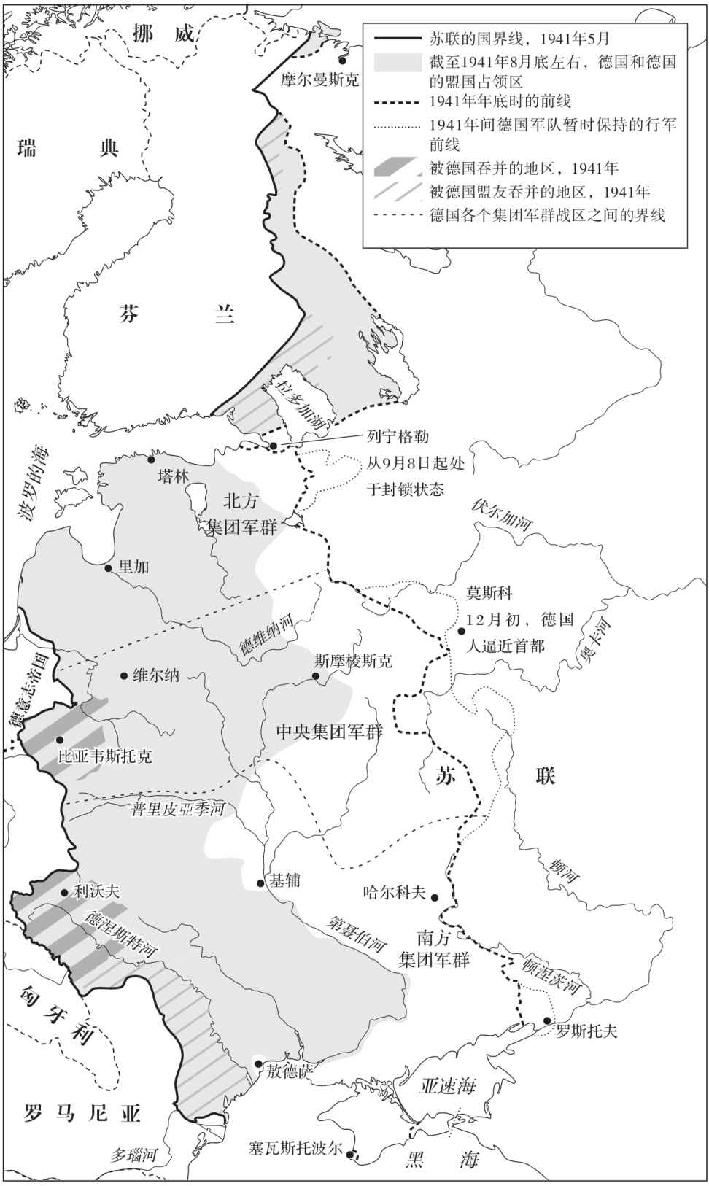 挪 威
苏联的国界线，1941年5月
截至1941年8月底左右，德国和德国
的盟国占领区
1941年年底时的前线
1941年间德国军队暂时保持的行军
前线
被德国吞并的地区，1941年
被德国盟友吞并的地区，1941年
德国各个集团军群战区之间的界线
摩尔曼斯克
瑞 典
芬 兰
拉多加湖
列宁格勒
从9月8日起处
于封锁状态
波罗的海
塔林
北方
集团军群
伏尔加河
里加
莫斯科
12月初，德国
人逼近首都
奥卡河
德维纳河
德意志帝国
维尔纳
斯摩棱斯克
中央集团军群
比亚韦斯托克
苏 联
普里皮亞季河
基辅
利沃夫
哈尔科夫
顿河
德涅斯特河
第聂伯河
南方
集团军群
顿涅茨河
匈牙利
罗斯托夫
敖德萨
亚速海
罗马尼亚
多瑙河
塞瓦斯托波尔
黑 海